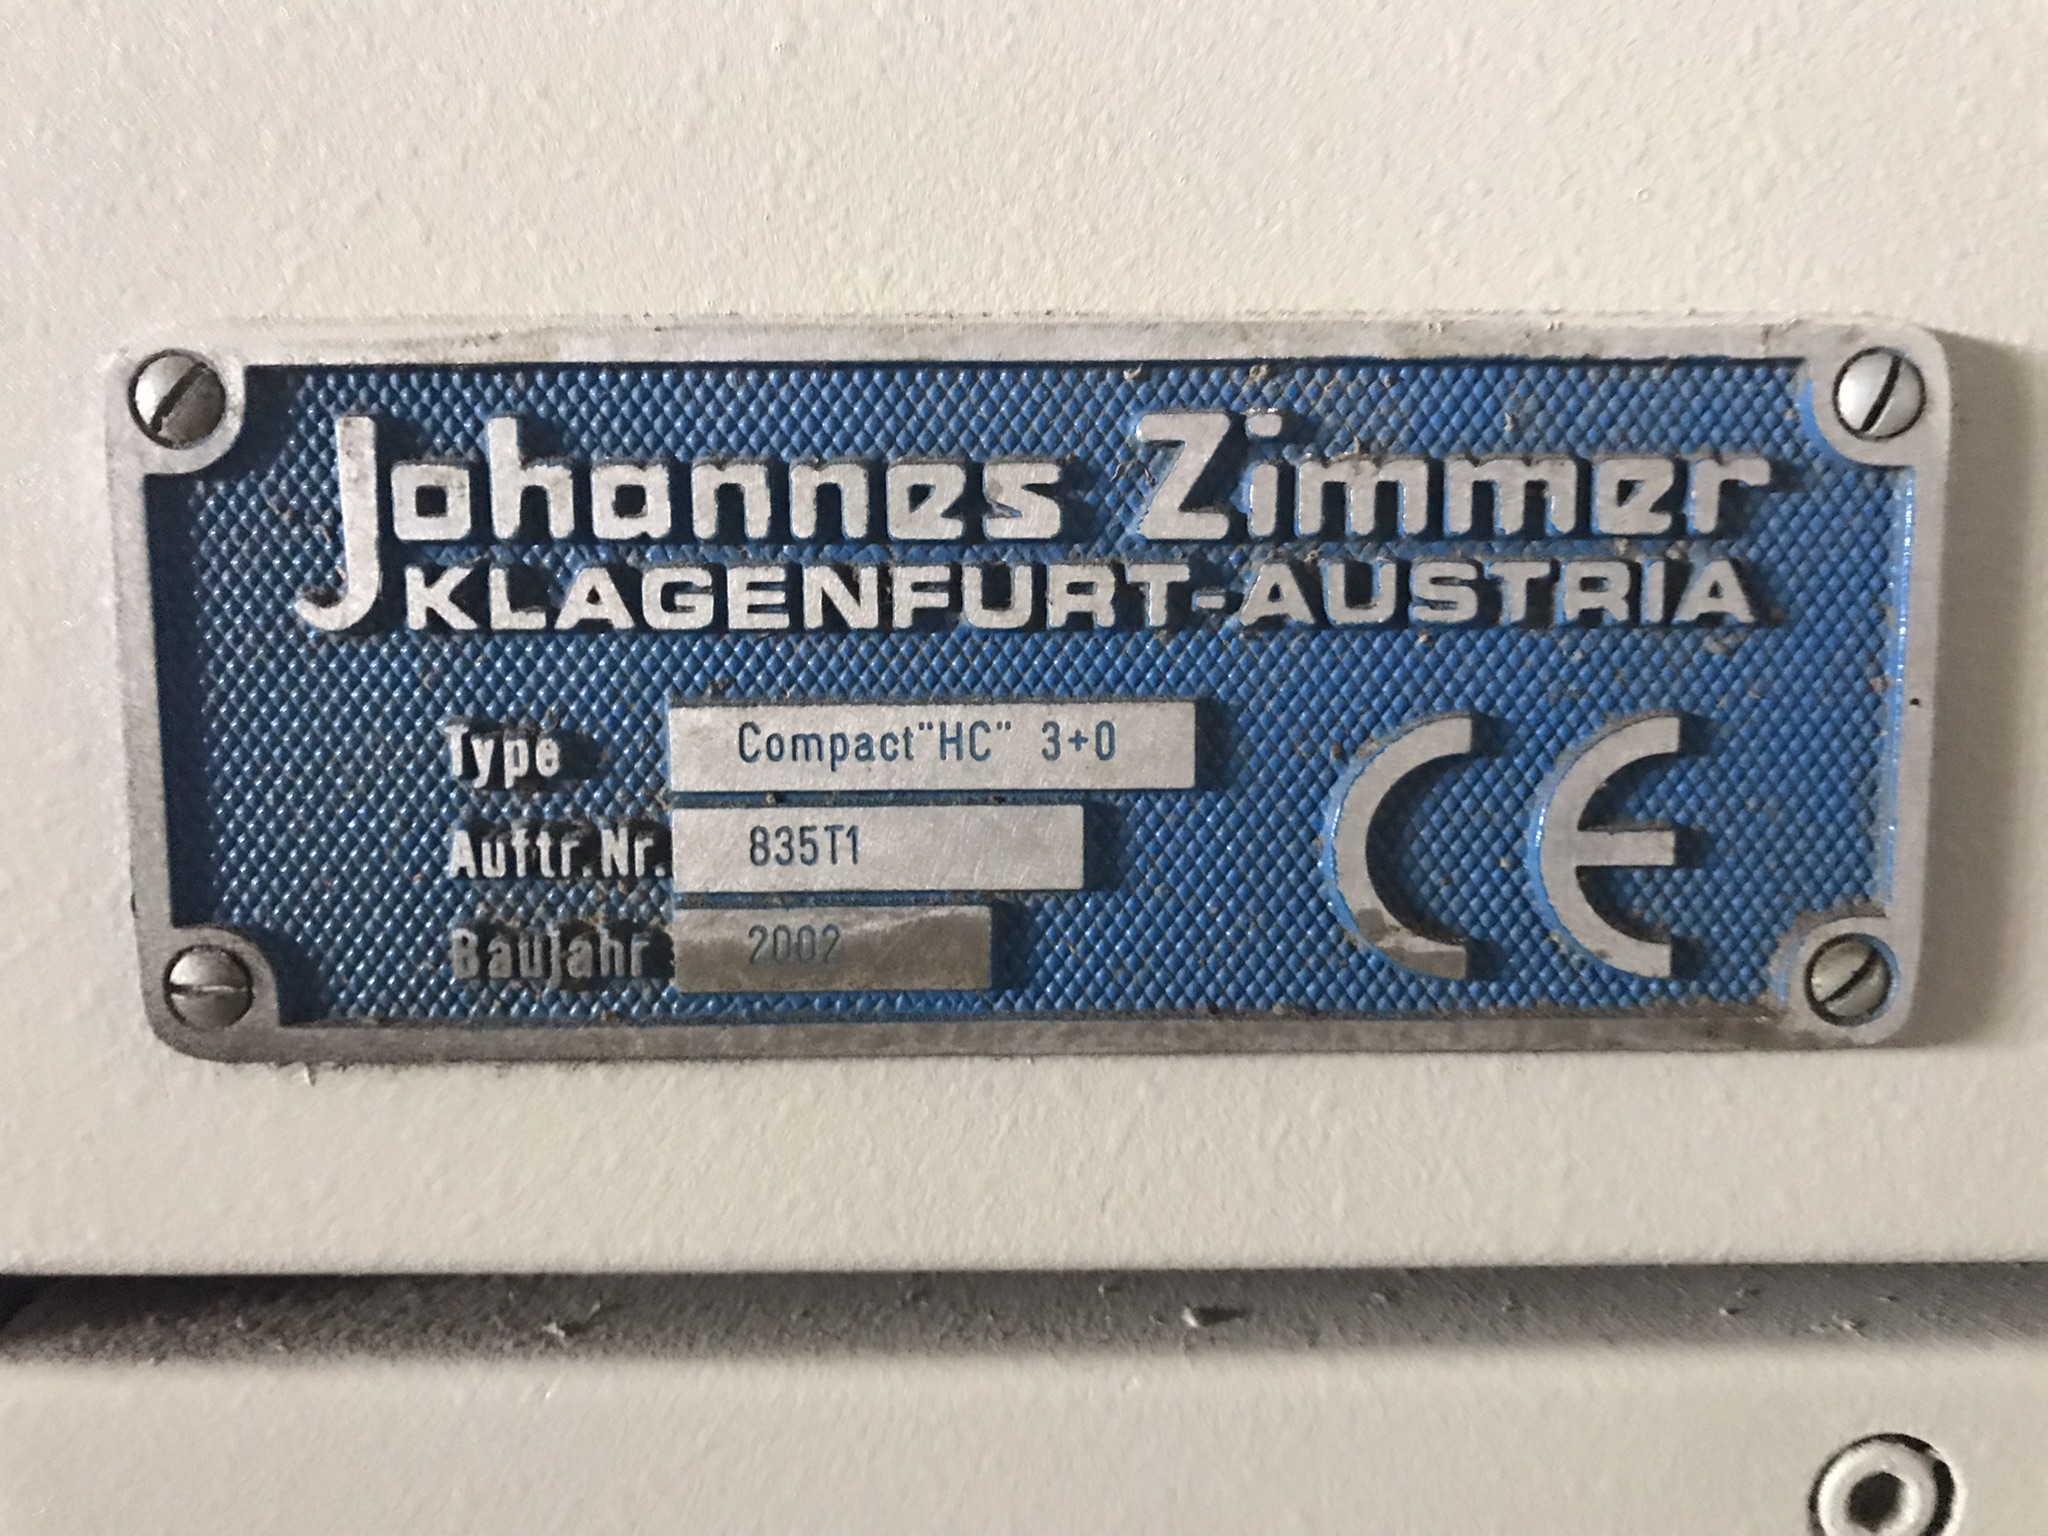 Johannes Zimmer
KLAGENFURT-AUSTRIA
Type Compact"HC" 3+0
Auftr.Nr. 835T1
Baujahr 2002
CE